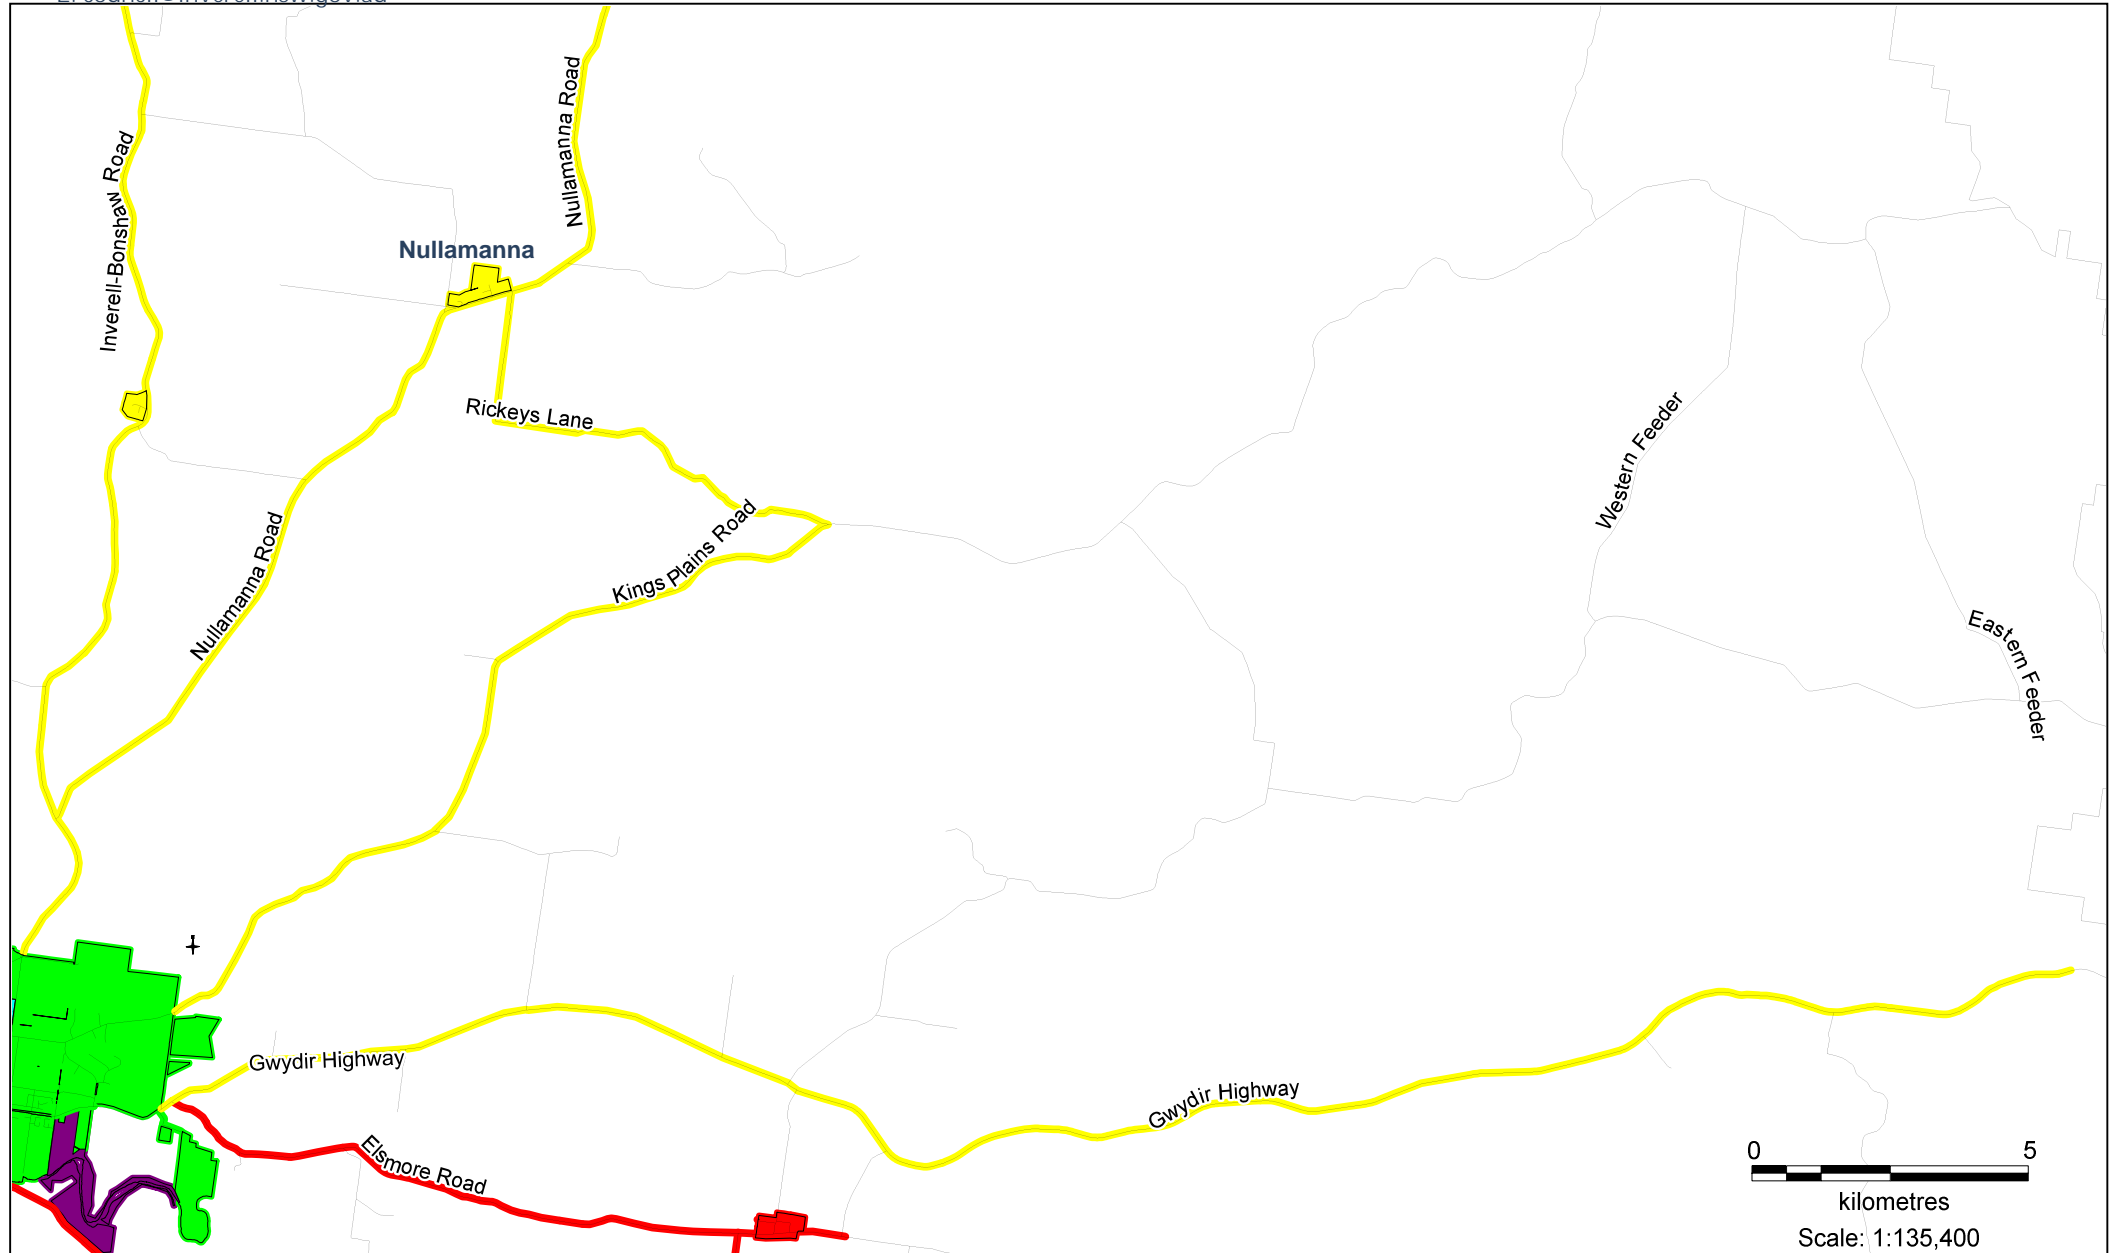 Nullamanna Road
Inverell-Bonshaw Road
Nullamanna
Rickeys Lane
Western Feeder
Kings Plains Road
Nullamanna Road
Eastern Feeder
Gwydir Highway
Gwydir Highway
Elsmore Road
0 5
kilometres
Scale: 1:135,400